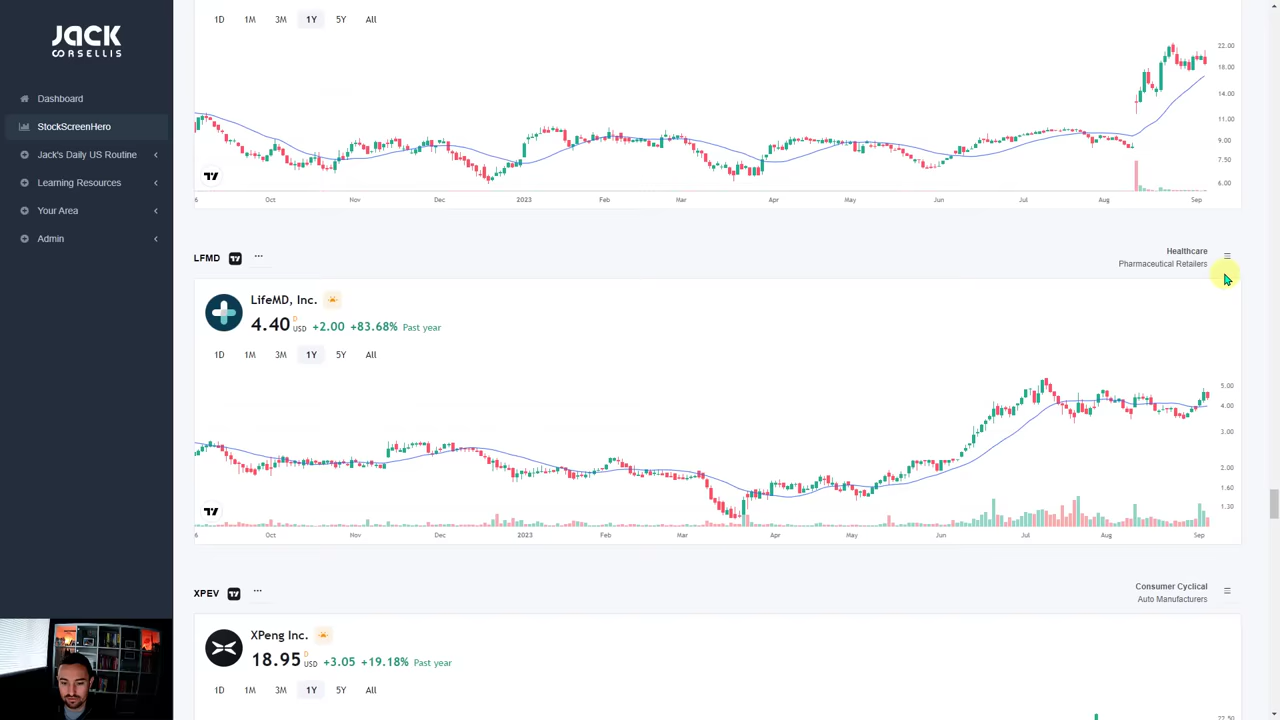 JACK
CORSELLIS
Dashboard
StockScreenHero
Jack's Daily US Routine
Learning Resources
Your Area
Admin
1D 1M 3M 1Y 5Y All
22.00
18.00
14.00
11.00
9.00
7.50
6.00
Oct Nov Dec 2023 Feb Mar Apr May Jun Jul Aug Sep
LFMD
Healthcare
Pharmaceutical Retailers
LifeMD, Inc.
4.40 D USD +2.00 +83.68% Past year
1D 1M 3M 1Y 5Y All
5.00
4.00
3.00
2.00
1.60
1.30
6 Oct Nov Dec 2023 Feb Mar Apr May Jun Jul Aug Sep
XPEV
Consumer Cyclical
Auto Manufacturers
XPeng Inc.
18.95 D USD +3.05 +19.18% Past year
1D 1M 3M 1Y 5Y All